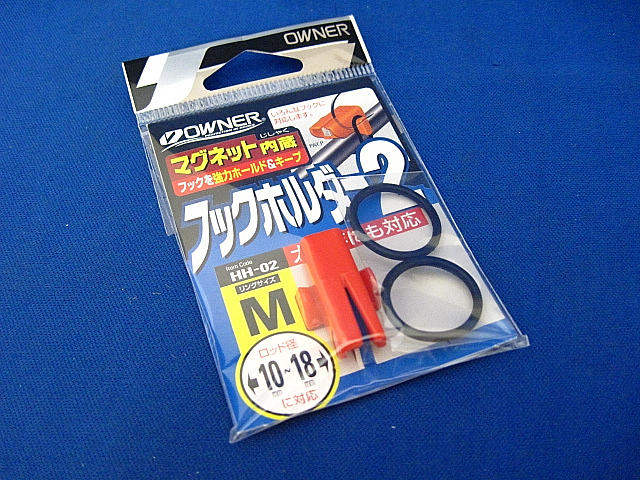 OWNER
OWNER
いろんなフックに
対応します。
PAT.P
じしゃく
マグネット内蔵
フックを強力ホールド&キープ
フックホルダー2
も対応
Item Code
HH-02
リングサイズ
M
ロッド径
10~18
mm mm
に対応